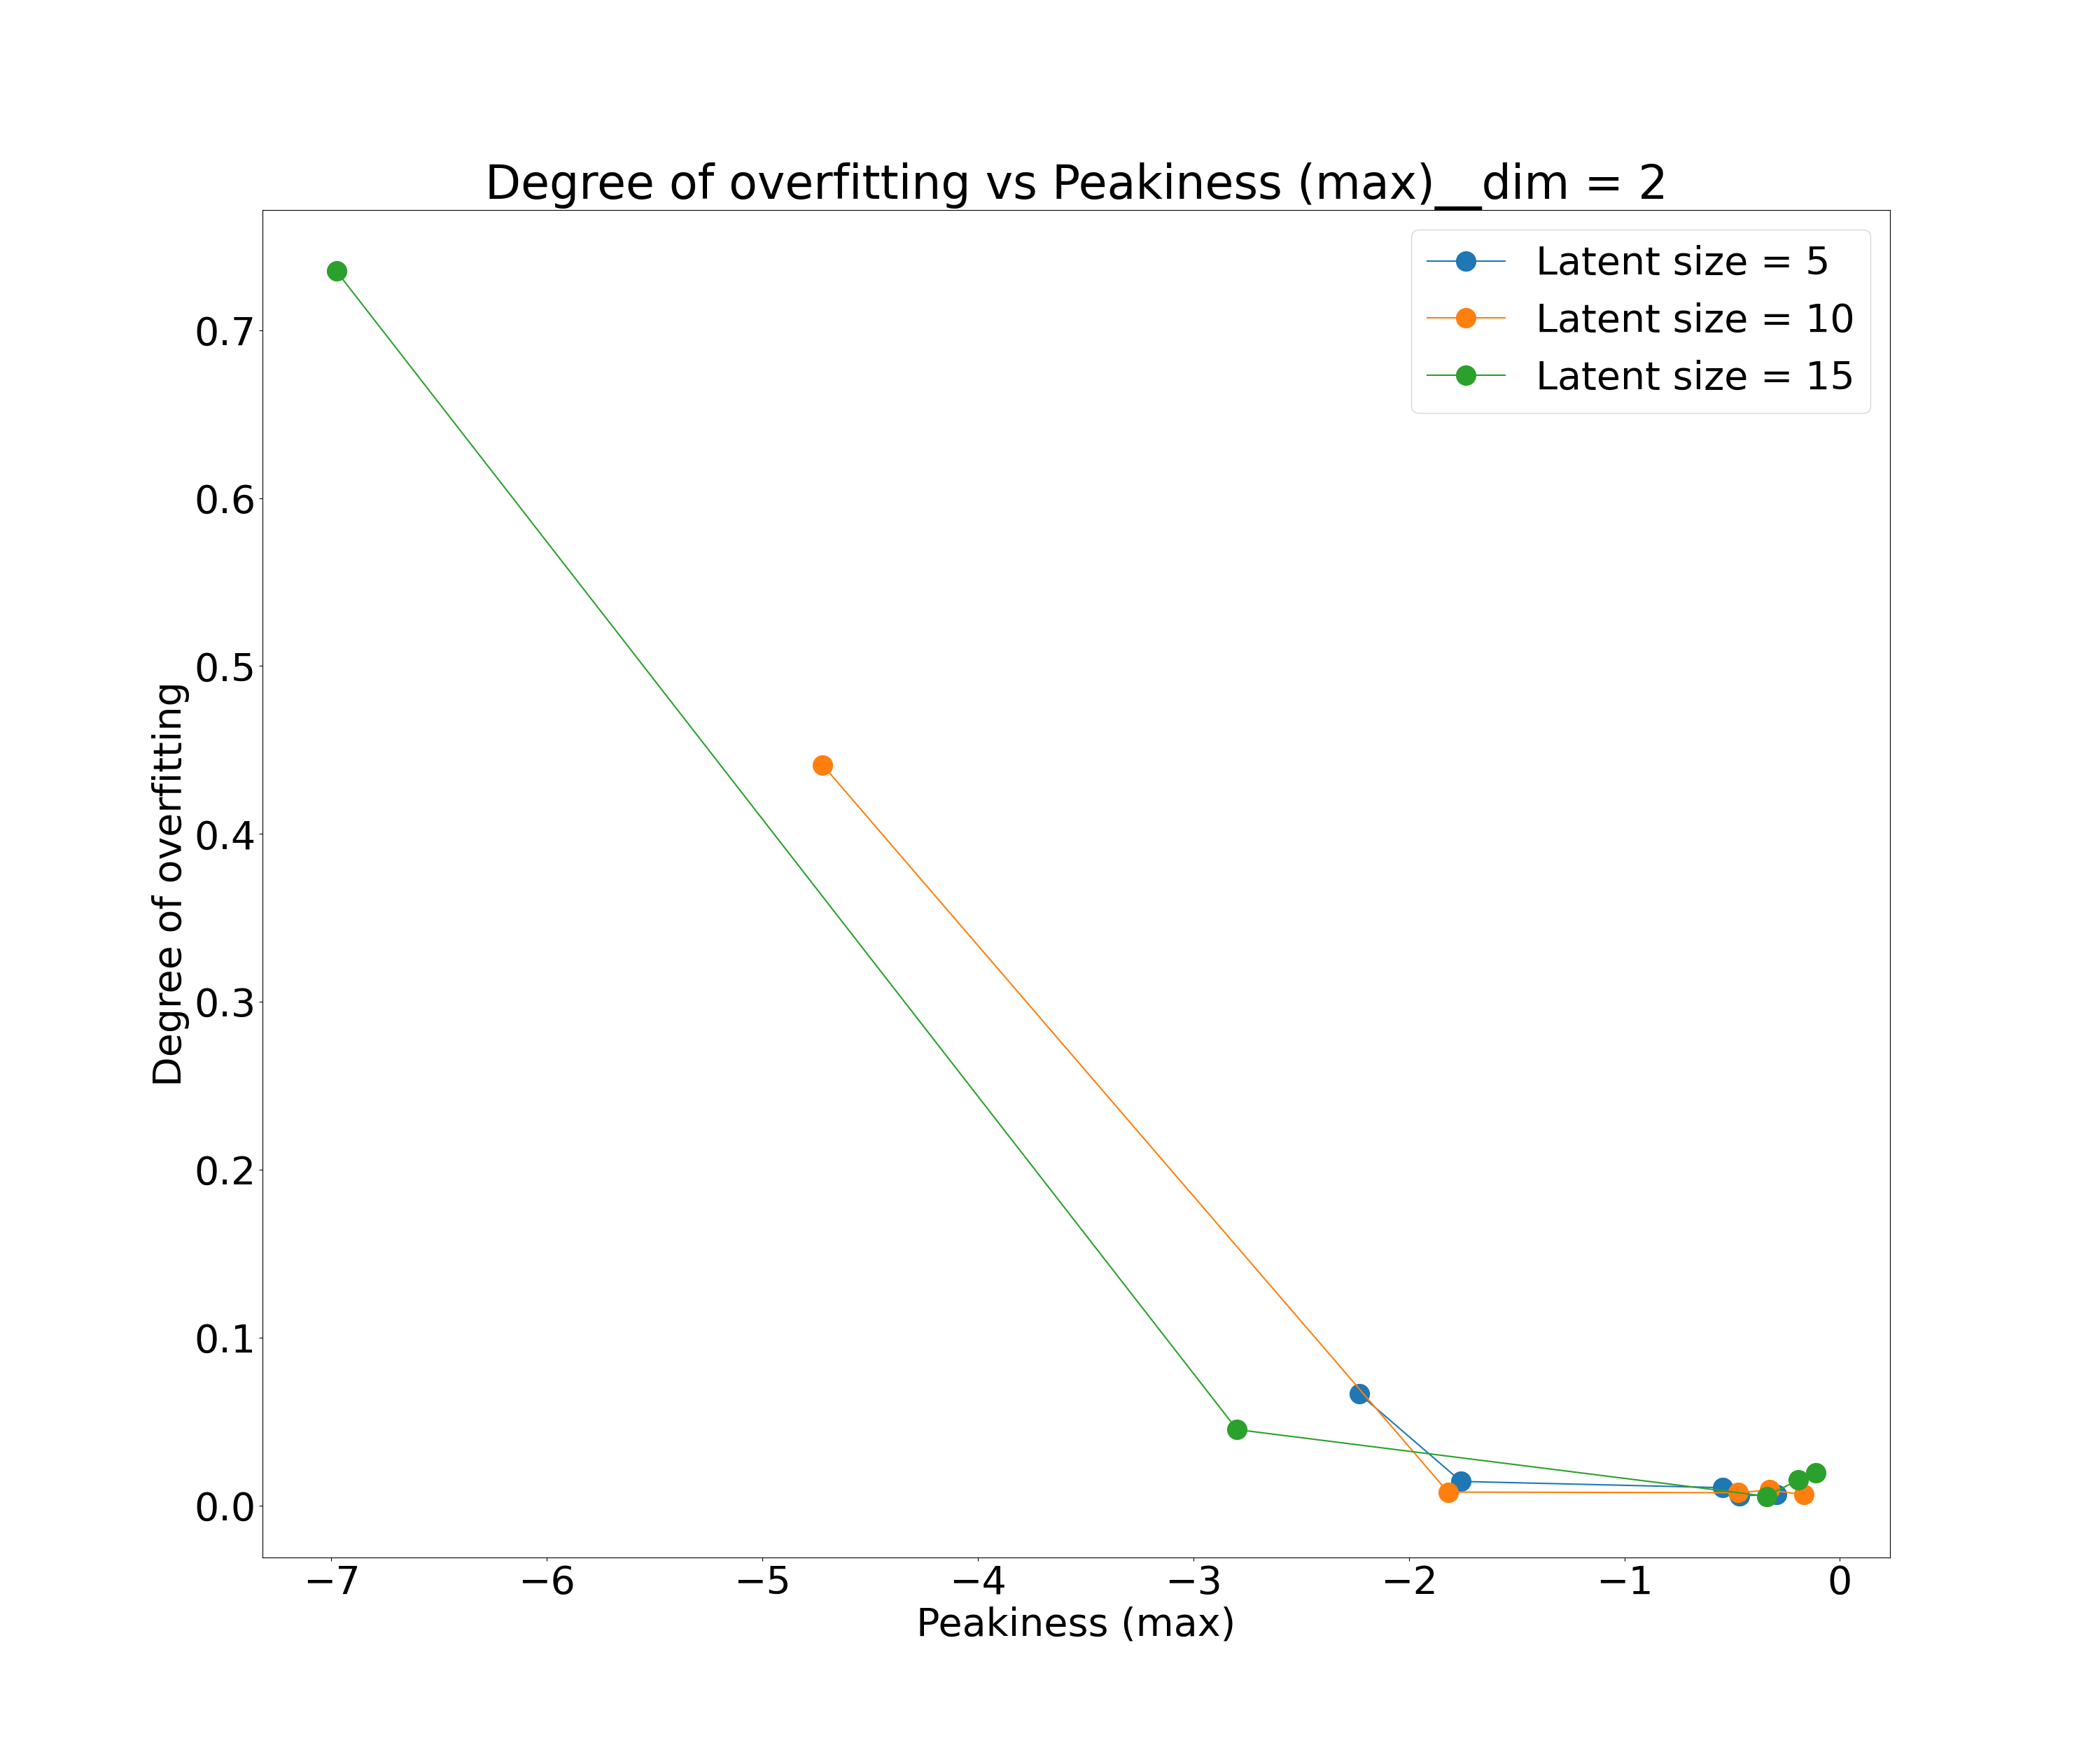 Degree of overfitting vs Peakiness (max)__dim = 2
Latent size = 5
Latent size = 10
Latent size = 15
Degree of overfitting
0.7
0.6
0.5
0.4
0.3
0.2
0.1
0.0
−7 −6 −5 −4 −3 −2 −1 0
Peakiness (max)